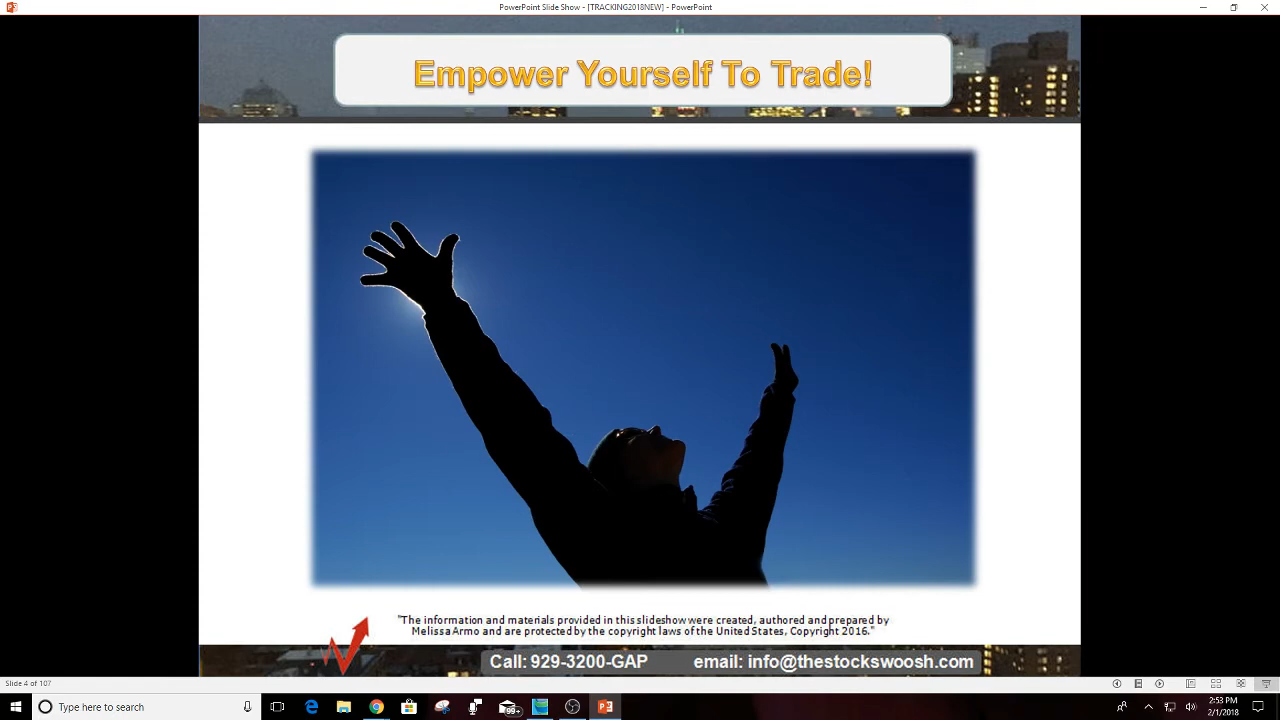 PowerPoint Slide Show - [TRACKING2018NEW] - PowerPoint
Empower Yourself To Trade!
"The information and materials provided in this slideshow were created, authored and prepared by
Melissa Armo and are protected by the copyright laws of the United States, Copyright 2016."
Call: 929-3200-GAP email: info@thestockswoosh.com
Slide 4 of 107
Type here to search
99+
2:53 PM
2/1/2018